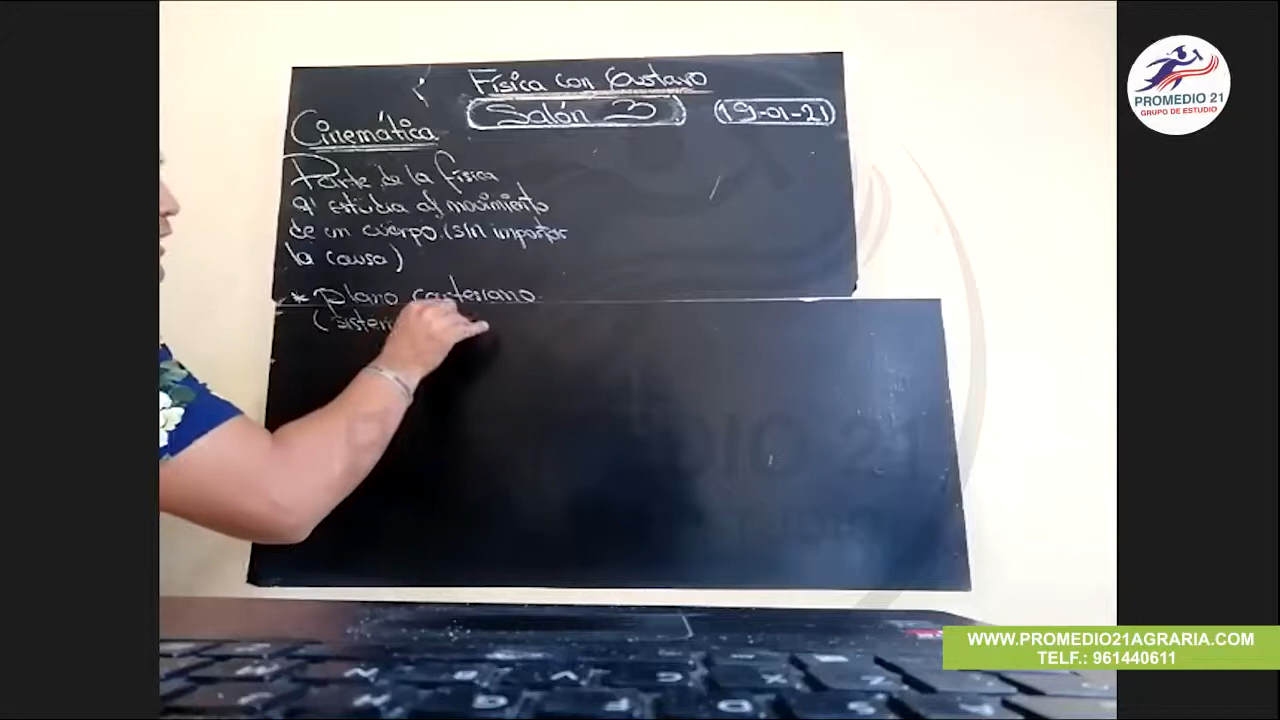 Física con Gustavo
Salón 3
19-01-21
Cinemática
Parte de la física
q' estudia al movimiento
de un cuerpo (sin importar
la causa)
* Plano cartesiano
PROMEDIO 21
GRUPO DE ESTUDIO
WWW.PROMEDIO21AGRARIA.COM
TELF.: 961440611